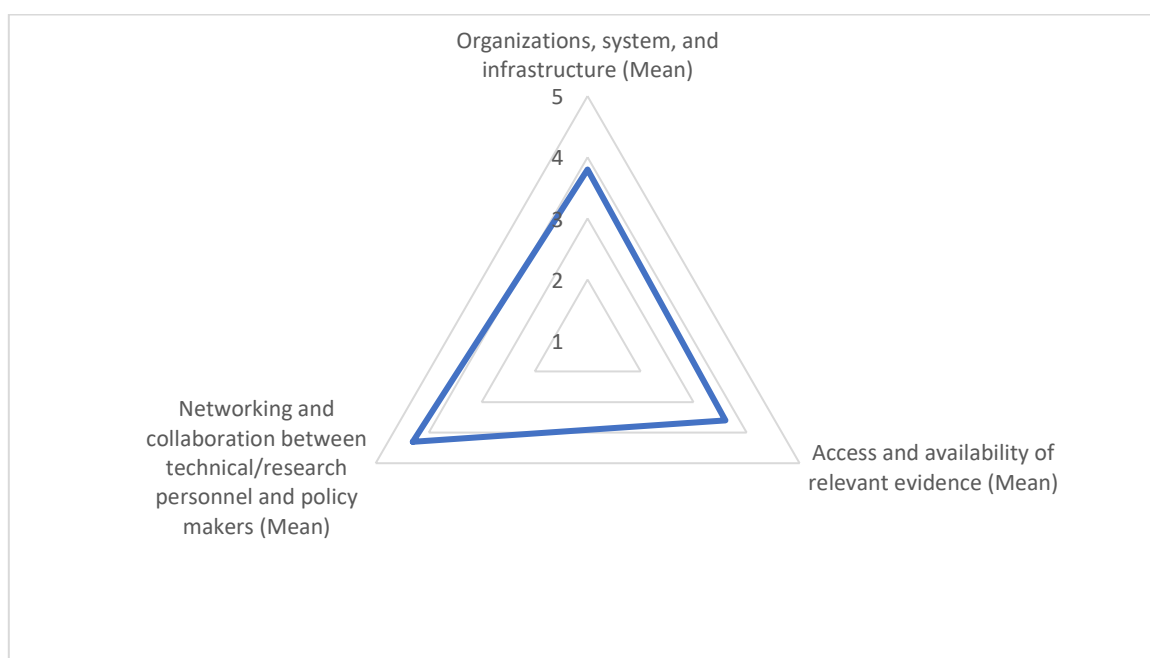 Organizations, system, and
infrastructure (Mean)
5
4
3
2
1
Networking and
collaboration between
technical/research
personnel and policy
makers (Mean)
Access and availability of
relevant evidence (Mean)